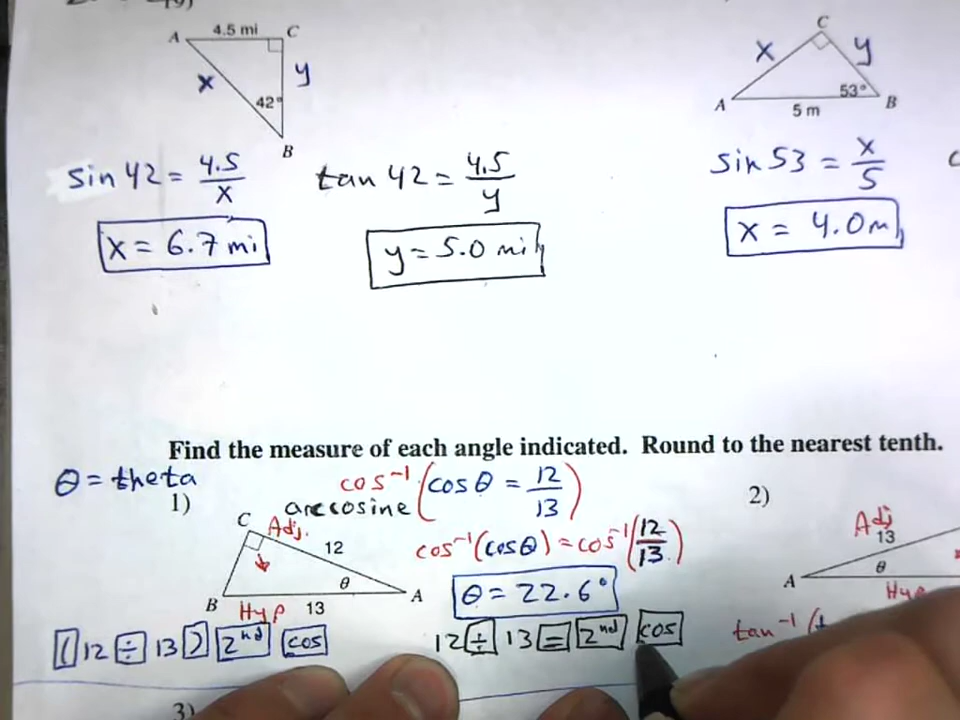 19)
A 4.5 mi C
x y
42°
B
sin 42 = 4.5/x
x = 6.7 mi
tan 42 = 4.5/y
y = 5.0 mi
C
x y
53°
A 5 m B
sin 53 = x/5
x = 4.0 m
Find the measure of each angle indicated. Round to the nearest tenth.
θ = theta
1)
cos⁻¹(cos θ = 12/13)
arccosine
cos⁻¹(cosθ) = cos⁻¹(12/13)
θ = 22.6°
C Adj.
12
θ
B Hyp 13 A
( 12 ÷ 13 ) 2nd cos
12 ÷ 13 = 2nd cos
2)
Adj
13
A θ
Hyp
tan⁻¹(t
3)